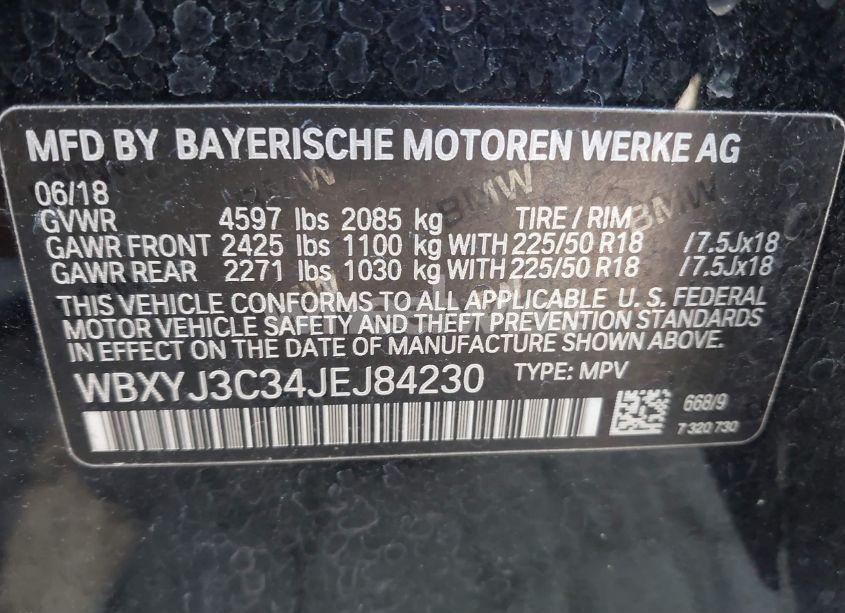 MFD BY BAYERISCHE MOTOREN WERKE AG
06/18
GVWR 4597 lbs 2085 kg TIRE / RIM
GAWR FRONT 2425 lbs 1100 kg WITH 225/50 R18 /7.5Jx18
GAWR REAR 2271 lbs 1030 kg WITH 225/50 R18 /7.5Jx18
THIS VEHICLE CONFORMS TO ALL APPLICABLE U. S. FEDERAL
MOTOR VEHICLE SAFETY AND THEFT PREVENTION STANDARDS
IN EFFECT ON THE DATE OF MANUFACTURE SHOWN ABOVE.
WBXYJ3C34JEJ84230 TYPE: MPV
668/9
7 320 730
BMW BMW BMW